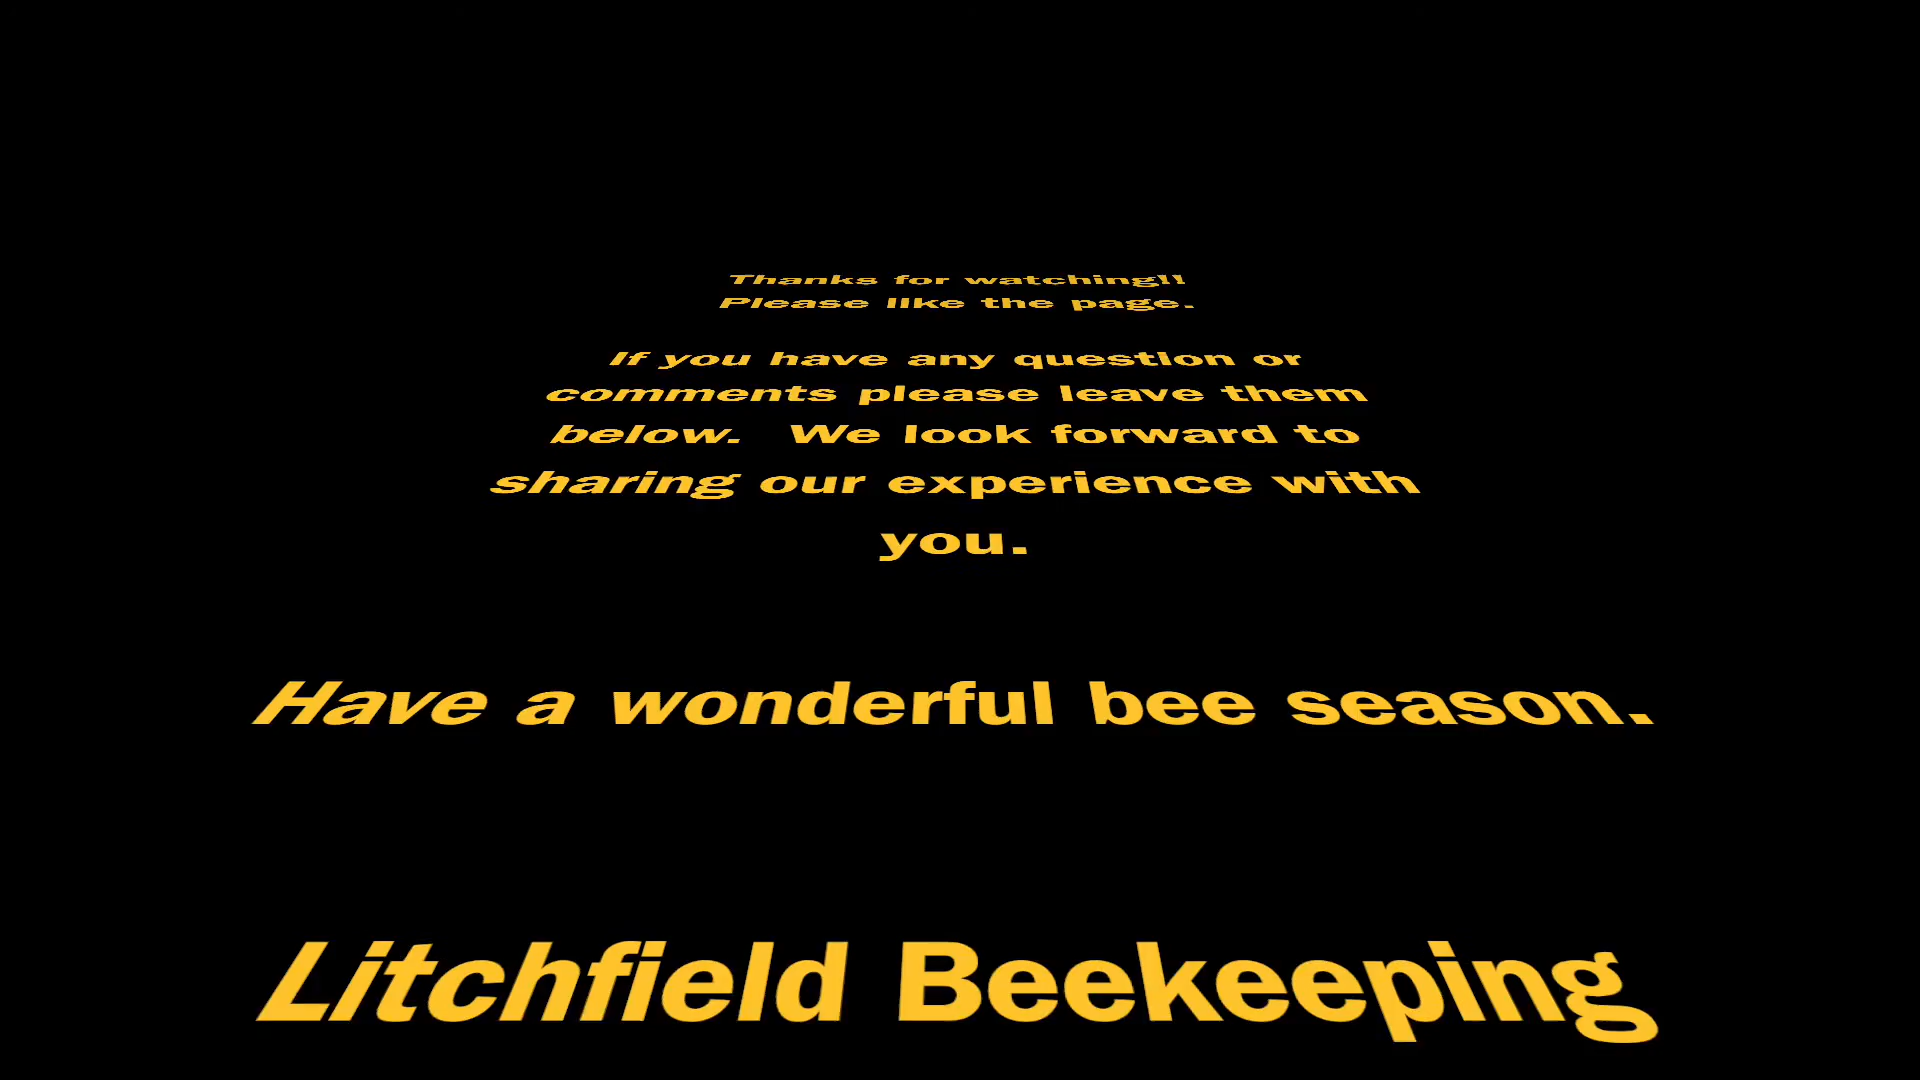 Thanks for watching!!
Please like the page.
If you have any question or
comments please leave them
below.  We look forward to
sharing our experience with
you.
Have a wonderful bee season.
Litchfield Beekeeping